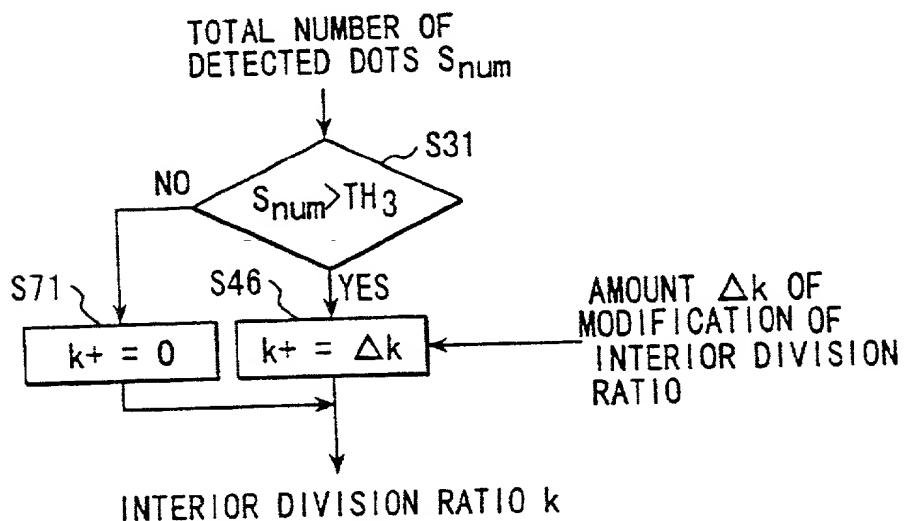 TOTAL NUMBER OF
DETECTED DOTS Snum
S31
NO
Snum>TH3
S71
S46
YES
k+ = 0
k+ = Δk
AMOUNT Δk OF
MODIFICATION OF
INTERIOR DIVISION
RATIO
INTERIOR DIVISION RATIO k